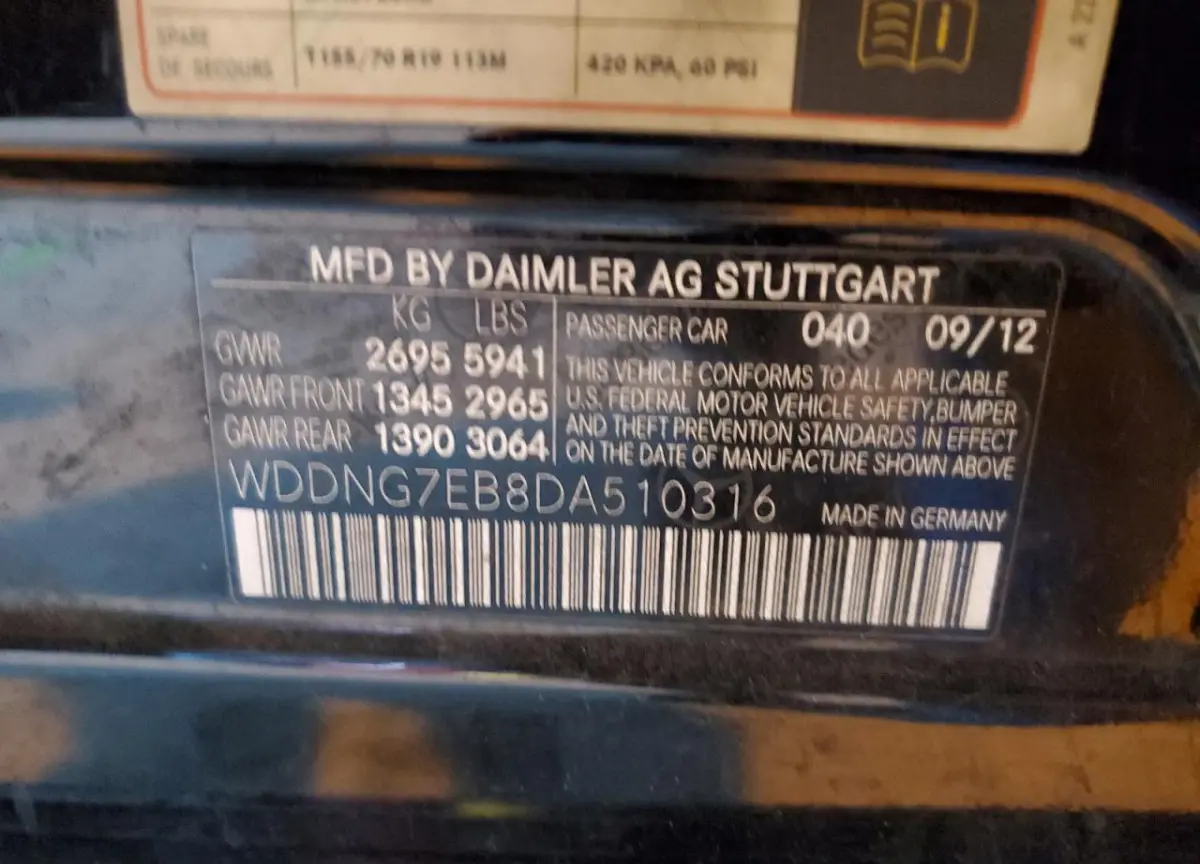 SPARE
DE SECOURS
T155/70 R19 113M
420 KPA, 60 PSI
MFD BY DAIMLER AG STUTTGART
KG LBS
GVWR 2695 5941
GAWR FRONT 1345 2965
GAWR REAR 1390 3064
PASSENGER CAR 040 09/12
THIS VEHICLE CONFORMS TO ALL APPLICABLE
U.S. FEDERAL MOTOR VEHICLE SAFETY,BUMPER
AND THEFT PREVENTION STANDARDS IN EFFECT
ON THE DATE OF MANUFACTURE SHOWN ABOVE
WDDNG7EB8DA510316
MADE IN GERMANY